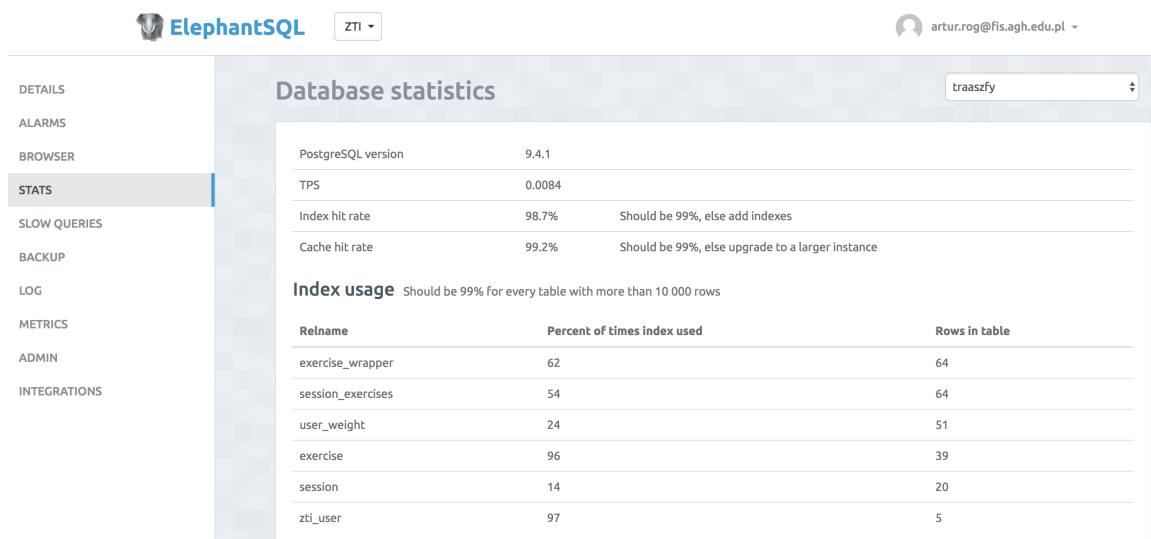 ElephantSQL ZTI artur.rog@fis.agh.edu.pl
DETAILS
ALARMS
BROWSER
STATS
SLOW QUERIES
BACKUP
LOG
METRICS
ADMIN
INTEGRATIONS
Database statistics traaszfy
PostgreSQL version 9.4.1
TPS 0.0084
Index hit rate 98.7% Should be 99%, else add indexes
Cache hit rate 99.2% Should be 99%, else upgrade to a larger instance
Index usage Should be 99% for every table with more than 10 000 rows
Relname Percent of times index used Rows in table
exercise_wrapper 62 64
session_exercises 54 64
user_weight 24 51
exercise 96 39
session 14 20
zti_user 97 5